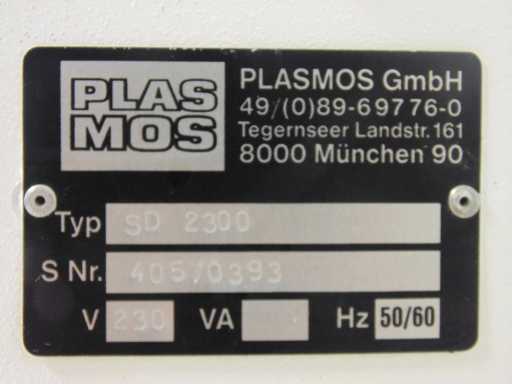 PLAS
MOS
PLASMOS GmbH
49/(0)89-69776-0
Tegernseer Landstr. 161
8000 München 90
Typ SD 2300
S Nr. 405/0393
V 230 VA Hz 50/60